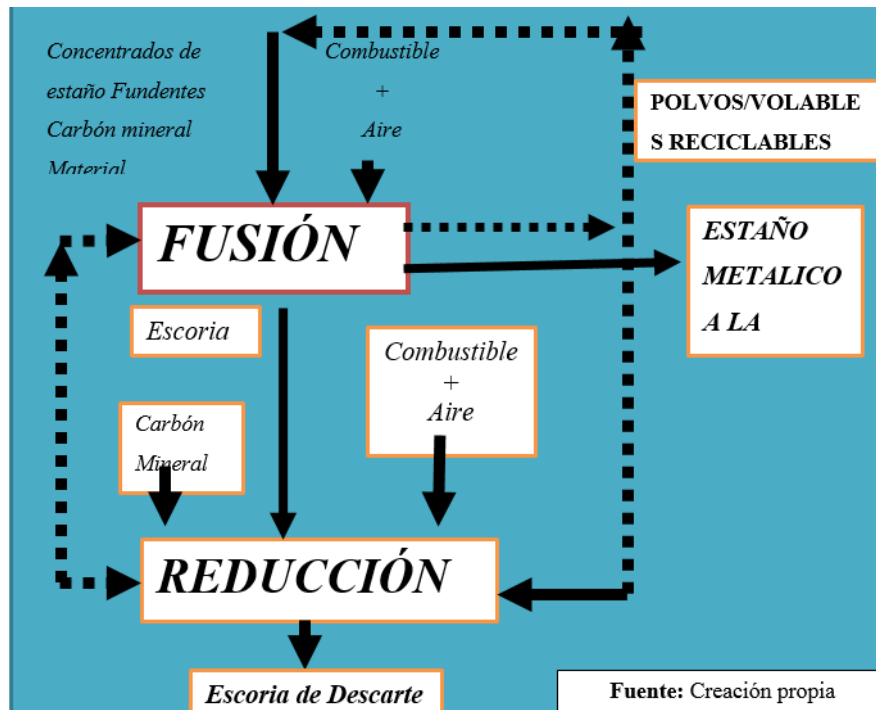 Concentrados de
estaño Fundentes
Carbón mineral
Material
Combustible
+
Aire
POLVOS/VOLABLE
S RECICLABLES
FUSIÓN
ESTAÑO
METALICO
A LA
Escoria
Combustible
+
Aire
Carbón
Mineral
REDUCCIÓN
Escoria de Descarte
Fuente: Creación propia